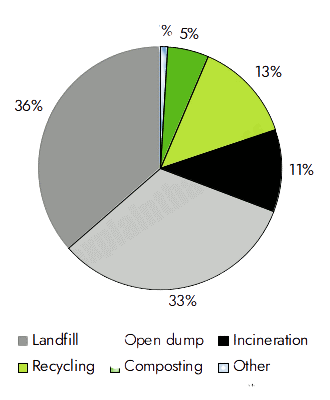 % 5%
13%
36%
11%
33%
Landfill Open dump Incineration
Recycling Composting Other